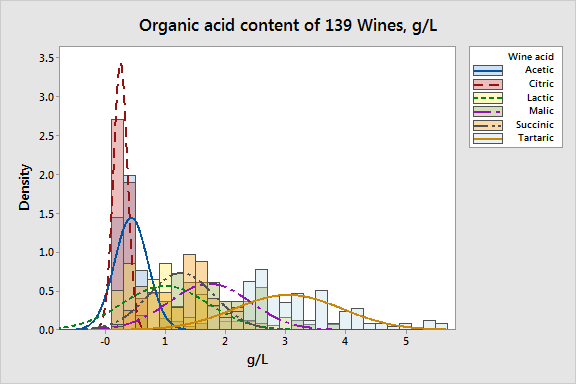 Organic acid content of 139 Wines, g/L
Wine acid
Acetic
Citric
Lactic
Malic
Succinic
Tartaric
3.5
3.0
2.5
2.0
1.5
1.0
0.5
0.0
Density
-0
1
2
3
4
5
g/L